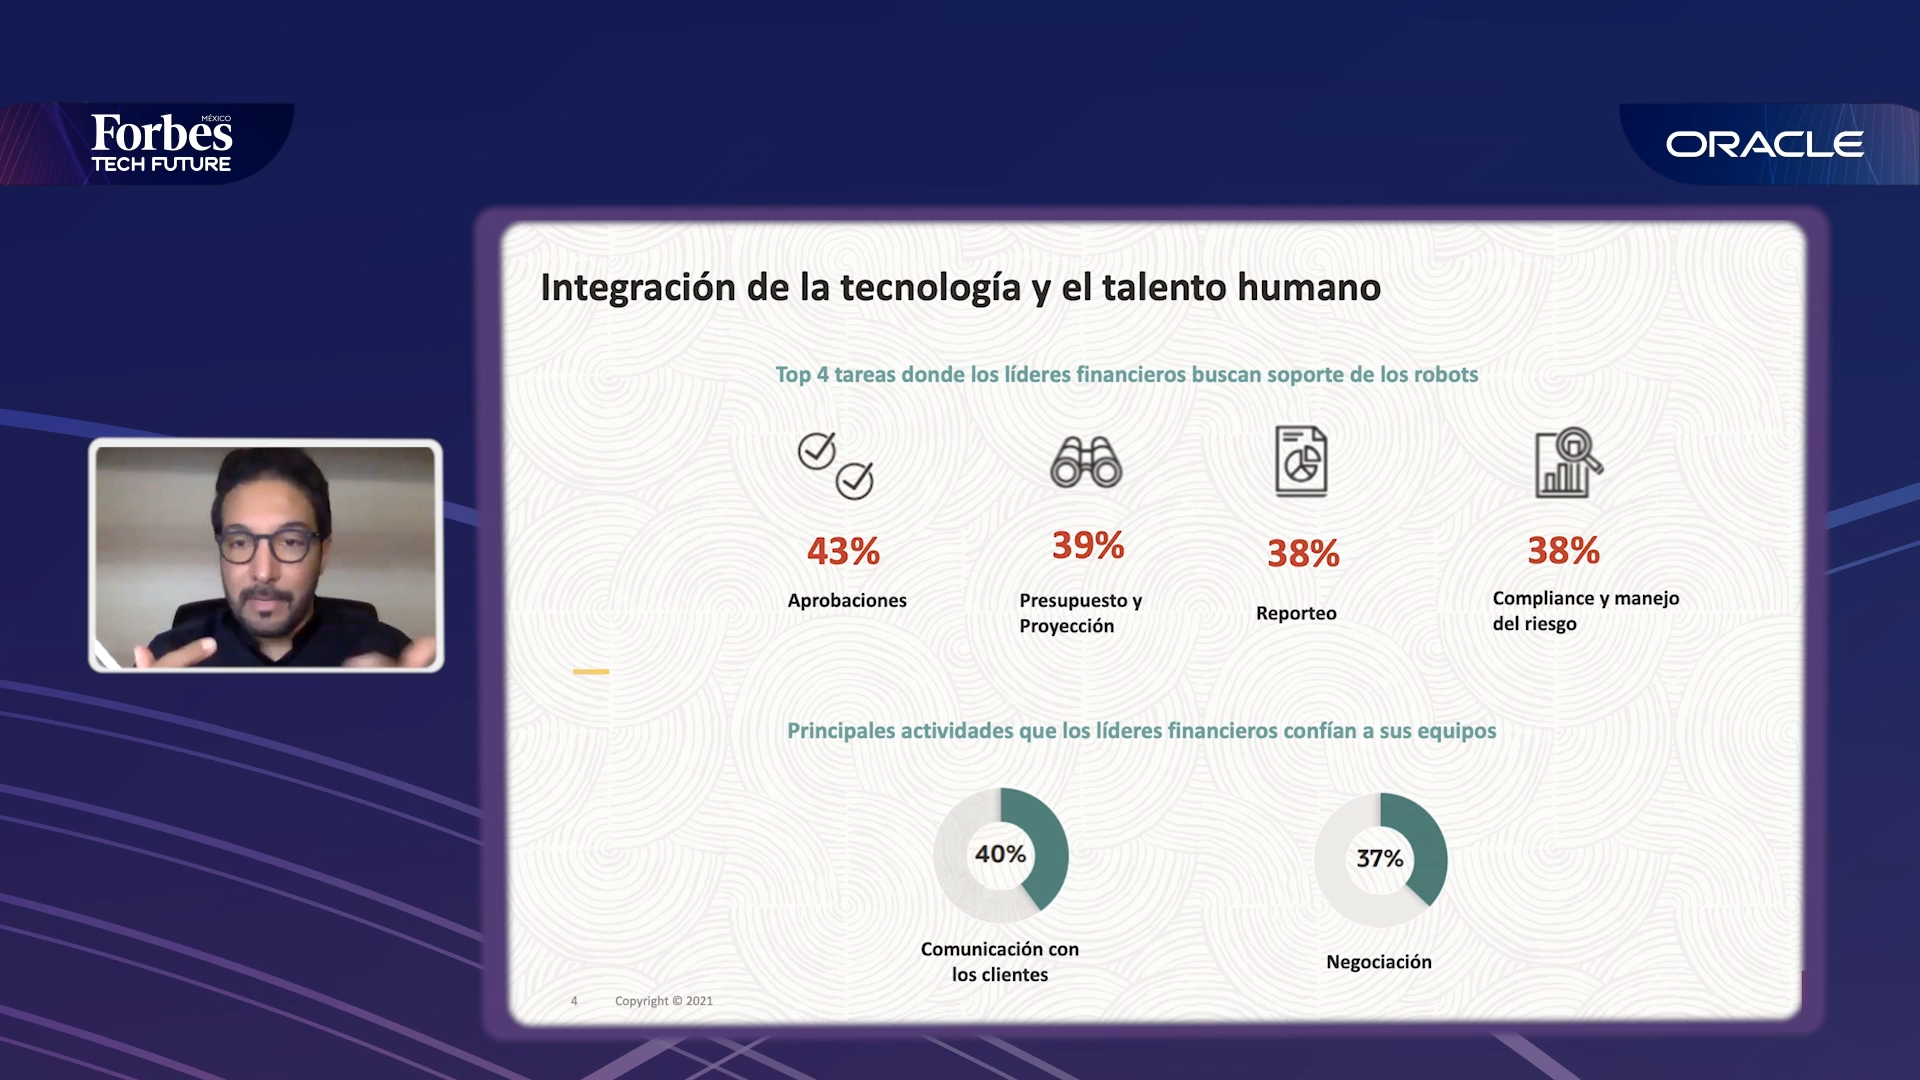 Forbes
MÉXICO
TECH FUTURE
ORACLE
Integración de la tecnología y el talento humano
Top 4 tareas donde los líderes financieros buscan soporte de los robots
43%
39%
38%
38%
Aprobaciones
Presupuesto y
Proyección
Reporteo
Compliance y manejo
del riesgo
Principales actividades que los líderes financieros confían a sus equipos
40%
37%
Comunicación con
los clientes
Negociación
4
Copyright © 2021